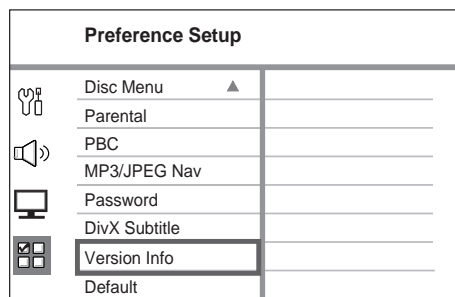 Preference Setup
Disc Menu
Parental
PBC
MP3/JPEG Nav
Password
DivX Subtitle
Version Info
Default